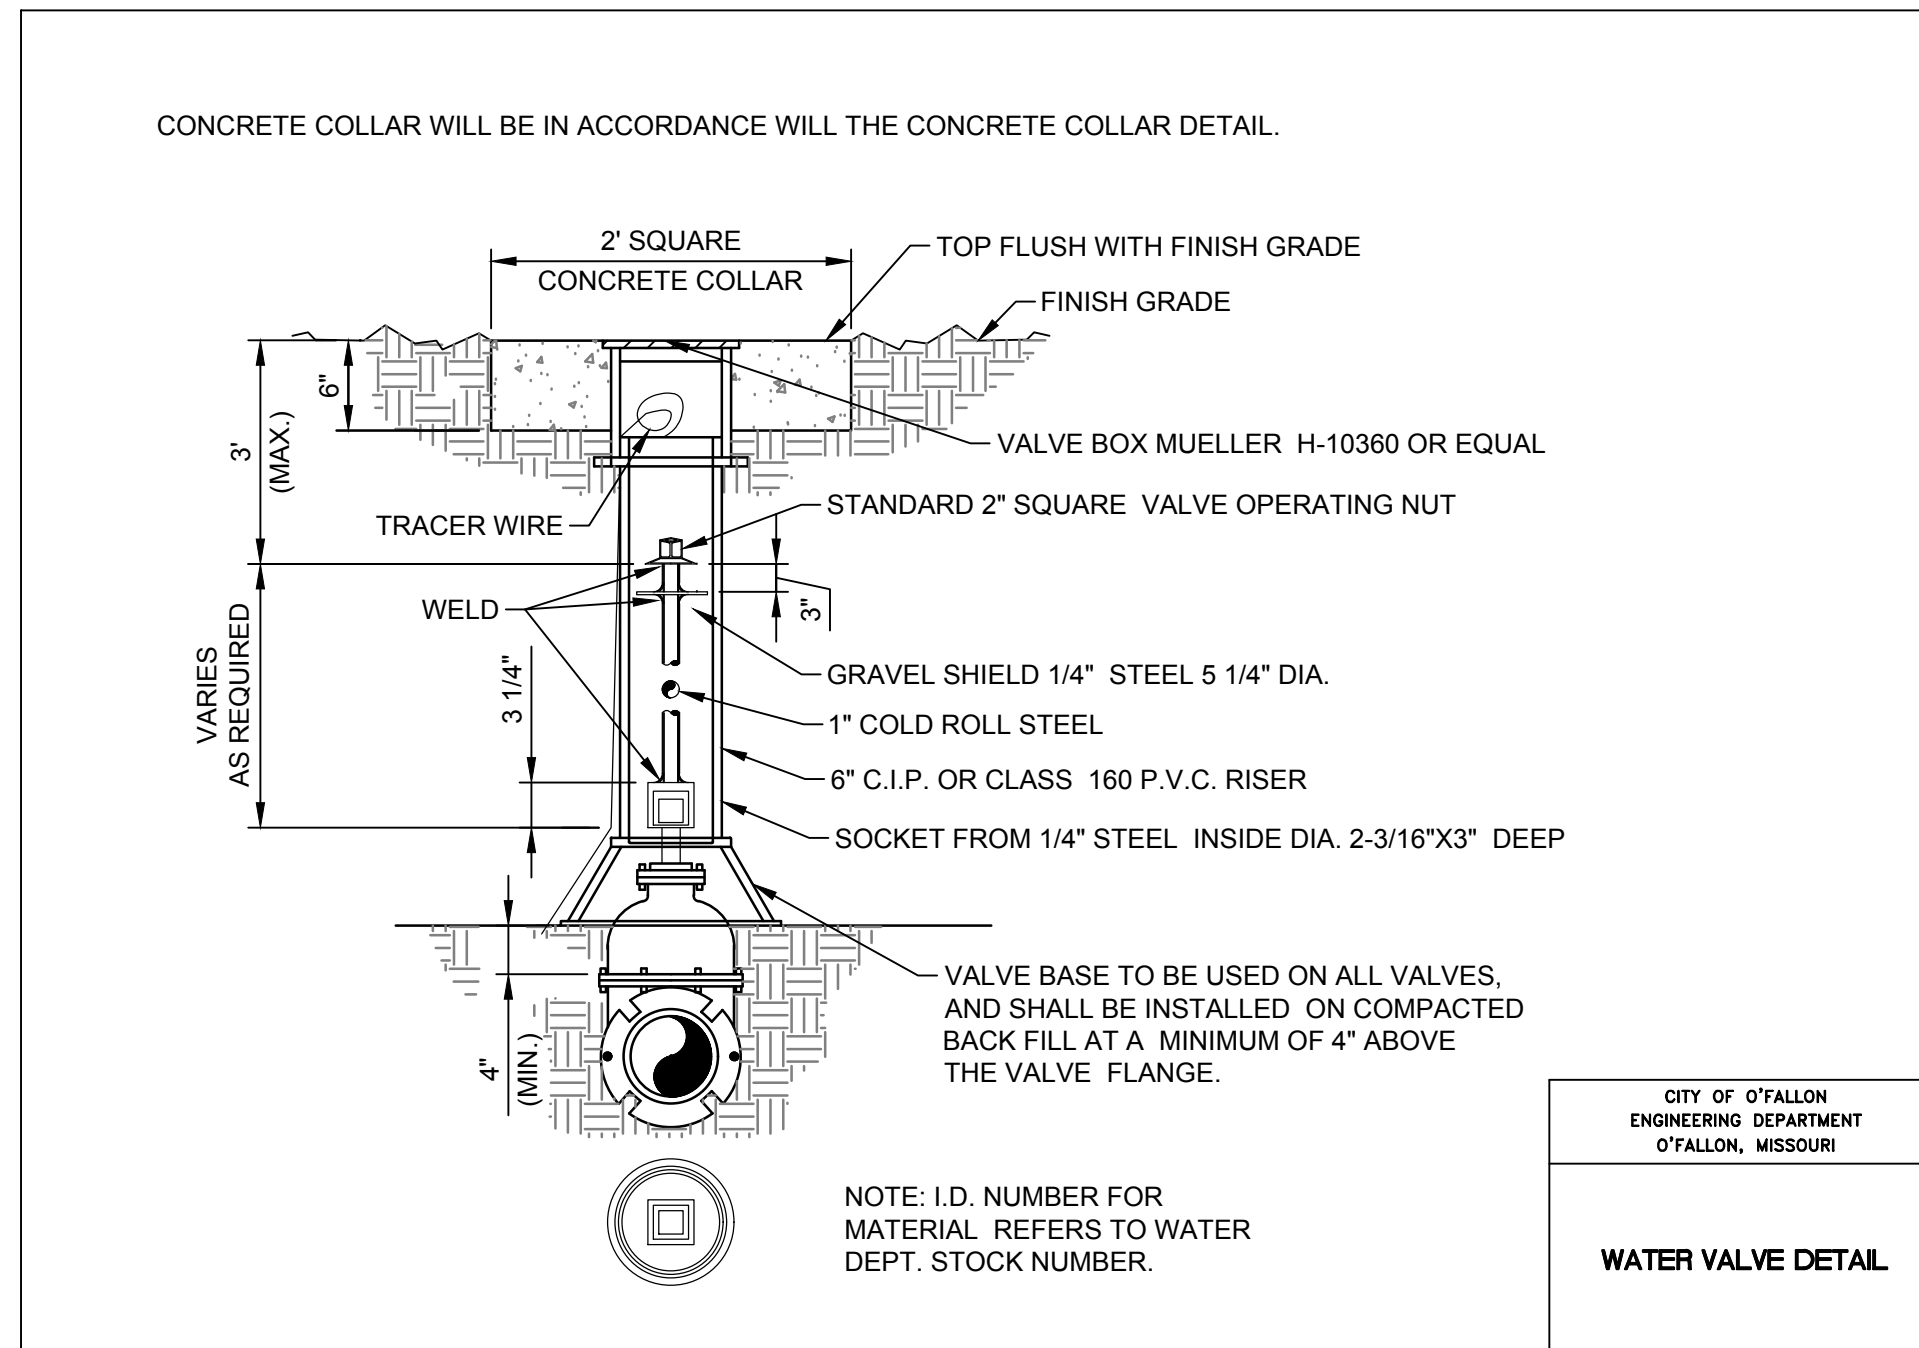 CONCRETE COLLAR WILL BE IN ACCORDANCE WILL THE CONCRETE COLLAR DETAIL.
2' SQUARE
CONCRETE COLLAR
TOP FLUSH WITH FINISH GRADE
FINISH GRADE
6"
3'
(MAX.)
VALVE BOX MUELLER H-10360 OR EQUAL
STANDARD 2" SQUARE VALVE OPERATING NUT
TRACER WIRE
WELD
3"
VARIES
AS REQUIRED
3 1/4"
GRAVEL SHIELD 1/4" STEEL 5 1/4" DIA.
1" COLD ROLL STEEL
6" C.I.P. OR CLASS 160 P.V.C. RISER
SOCKET FROM 1/4" STEEL INSIDE DIA. 2-3/16"X3" DEEP
4"
(MIN.)
VALVE BASE TO BE USED ON ALL VALVES,
AND SHALL BE INSTALLED ON COMPACTED
BACK FILL AT A MINIMUM OF 4" ABOVE
THE VALVE FLANGE.
NOTE: I.D. NUMBER FOR
MATERIAL REFERS TO WATER
DEPT. STOCK NUMBER.
CITY OF O'FALLON
ENGINEERING DEPARTMENT
O'FALLON, MISSOURI
WATER VALVE DETAIL